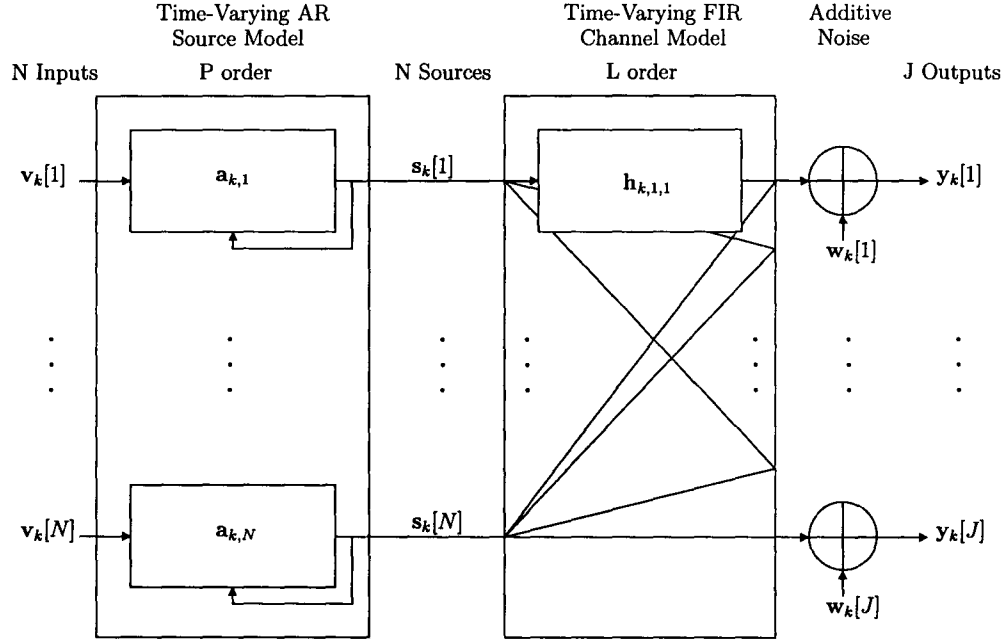 Time-Varying AR
Source Model
Time-Varying FIR
Channel Model
Additive
Noise
N Inputs
P order
N Sources
L order
J Outputs
v_k[1]
a_{k,1}
s_k[1]
h_{k,1,1}
y_k[1]
w_k[1]
v_k[N]
a_{k,N}
s_k[N]
y_k[J]
w_k[J]